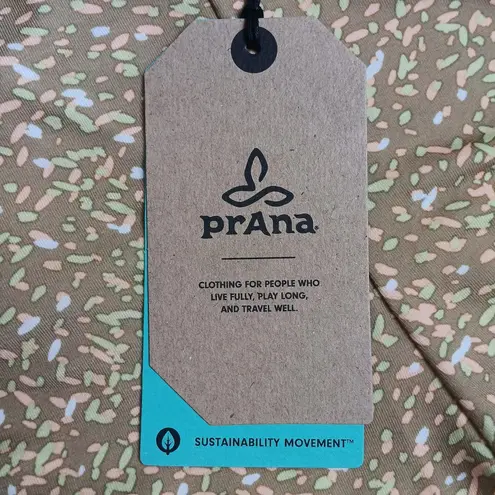 prAna®
CLOTHING FOR PEOPLE WHO
LIVE FULLY, PLAY LONG,
AND TRAVEL WELL.
SUSTAINABILITY MOVEMENT™